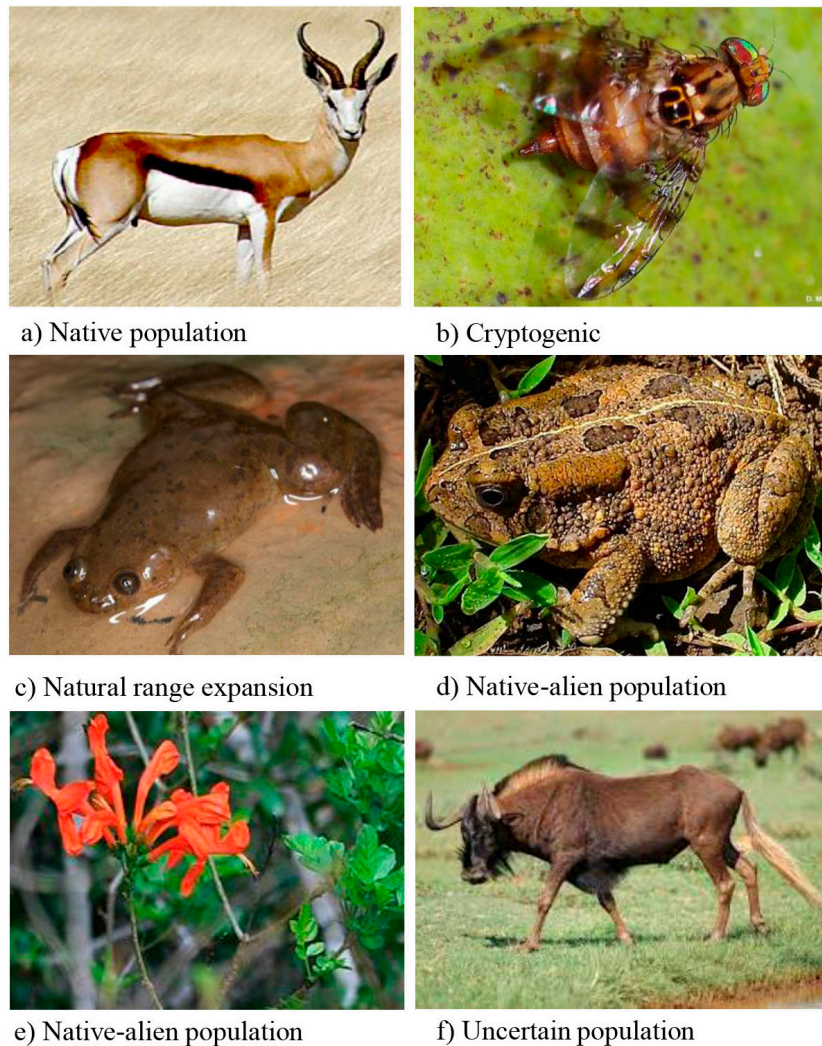 a) Native population
b) Cryptogenic
c) Natural range expansion
d) Native-alien population
e) Native-alien population
f) Uncertain population